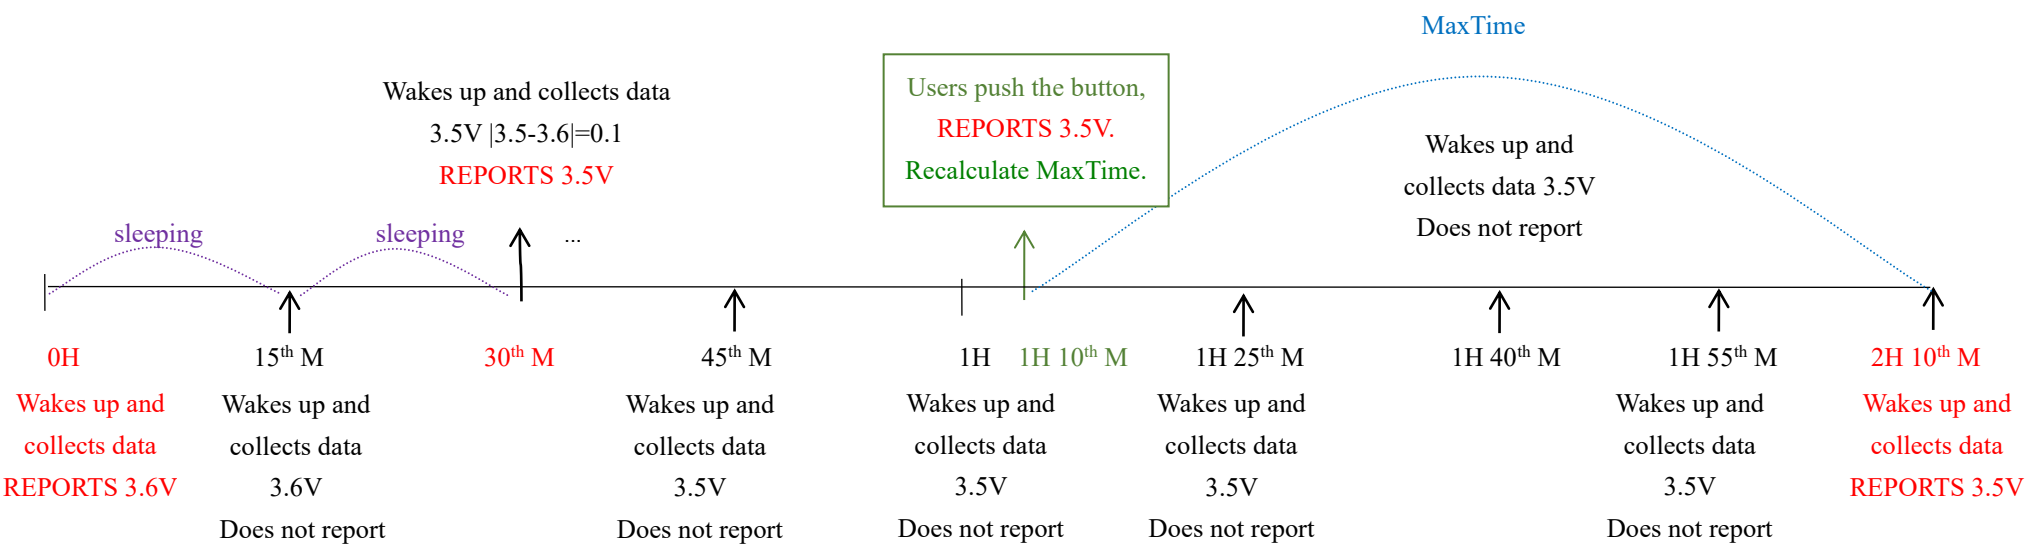 MaxTime
Wakes up and collects data
3.5V |3.5-3.6|=0.1
REPORTS 3.5V
Users push the button,
REPORTS 3.5V.
Recalculate MaxTime.
Wakes up and
collects data 3.5V
Does not report
sleeping
sleeping
...
0H
Wakes up and
collects data
REPORTS 3.6V
15th M
Wakes up and
collects data
3.6V
Does not report
30th M
45th M
Wakes up and
collects data
3.5V
Does not report
1H
Wakes up and
collects data
3.5V
Does not report
1H 10th M
1H 25th M
Wakes up and
collects data
3.5V
Does not report
1H 40th M
1H 55th M
Wakes up and
collects data
3.5V
Does not report
2H 10th M
Wakes up and
collects data
REPORTS 3.5V